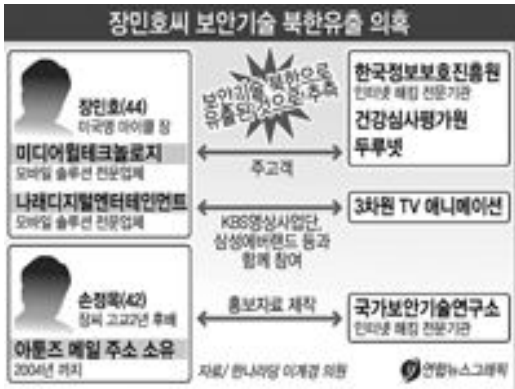 장민호씨 보안기술 북한유출 의혹
장민호(44)
미국명 마이클 장
미디어윌테크놀로지
모바일 솔루션 전문업체
나래디지털엔터테인먼트
모바일 솔루션 전문업체
보안기술 북한으로
유출된 것으로 추측
주고객
한국정보보호진흥원
인터넷 해킹 전문기관
건강심사평가원
두루넷
KBS영상사업단,
삼성에버랜드 등과
함께 참여
3차원 TV 애니메이션
손정목(42)
장씨 고교2년 후배
아툰즈 메일 주소 소유
2004년 까지
홍보자료 제작
국가보안기술연구소
인터넷 해킹 전문기관
자료/ 한나라당 이계경 의원
연합뉴스그래픽